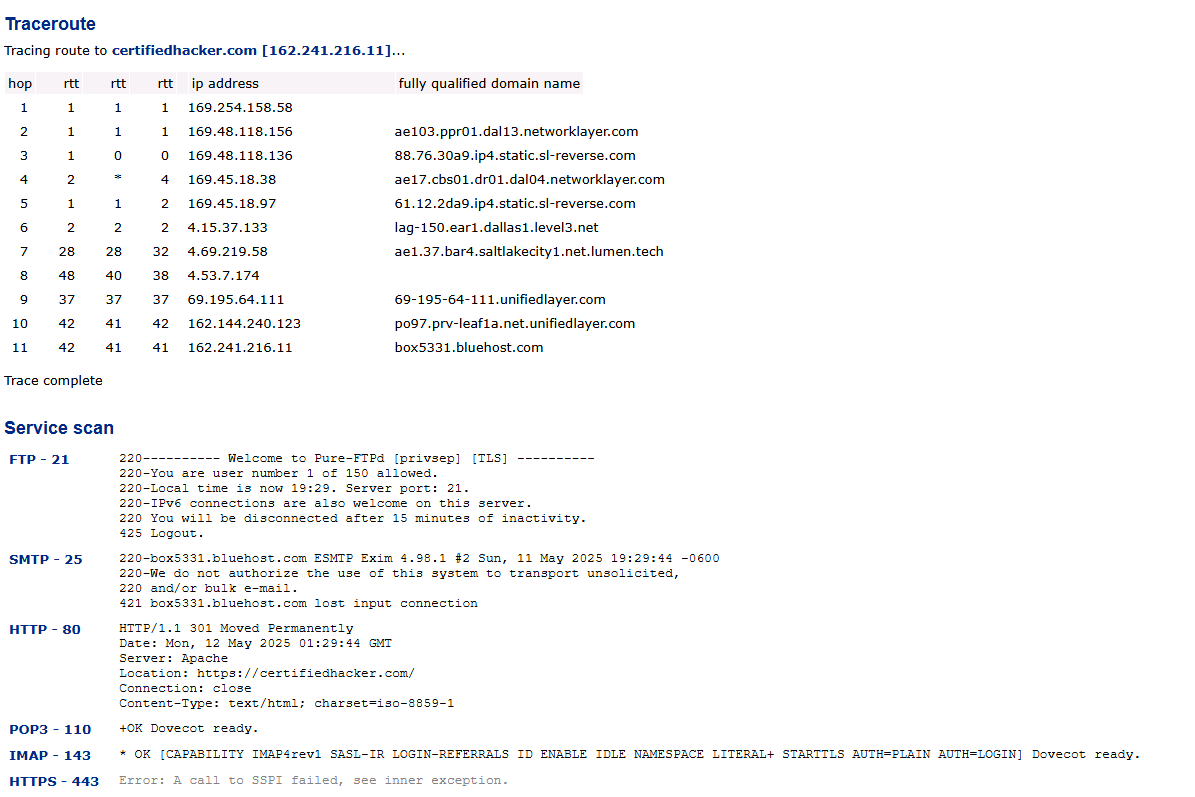 Traceroute
Tracing route to certifiedhacker.com [162.241.216.11]...
hop rtt rtt rtt ip address fully qualified domain name
1 1 1 1 169.254.158.58
2 1 1 1 169.48.118.156 ae103.ppr01.dal13.networklayer.com
3 1 0 0 169.48.118.136 88.76.30a9.ip4.static.sl-reverse.com
4 2 * 4 169.45.18.38 ae17.cbs01.dr01.dal04.networklayer.com
5 1 1 2 169.45.18.97 61.12.2da9.ip4.static.sl-reverse.com
6 2 2 2 4.15.37.133 lag-150.ear1.dallas1.level3.net
7 28 28 32 4.69.219.58 ae1.37.bar4.saltlakecity1.net.lumen.tech
8 48 40 38 4.53.7.174
9 37 37 37 69.195.64.111 69-195-64-111.unifiedlayer.com
10 42 41 42 162.144.240.123 po97.prv-leaf1a.net.unifiedlayer.com
11 42 41 41 162.241.216.11 box5331.bluehost.com
Trace complete
Service scan
FTP - 21 220---------- Welcome to Pure-FTPd [privsep] [TLS] ----------
220-You are user number 1 of 150 allowed.
220-Local time is now 19:29. Server port: 21.
220-IPv6 connections are also welcome on this server.
220 You will be disconnected after 15 minutes of inactivity.
425 Logout.
SMTP - 25 220-box5331.bluehost.com ESMTP Exim 4.98.1 #2 Sun, 11 May 2025 19:29:44 -0600
220-We do not authorize the use of this system to transport unsolicited,
220 and/or bulk e-mail.
421 box5331.bluehost.com lost input connection
HTTP - 80 HTTP/1.1 301 Moved Permanently
Date: Mon, 12 May 2025 01:29:44 GMT
Server: Apache
Location: https://certifiedhacker.com/
Connection: close
Content-Type: text/html; charset=iso-8859-1
POP3 - 110 +OK Dovecot ready.
IMAP - 143 * OK [CAPABILITY IMAP4rev1 SASL-IR LOGIN-REFERRALS ID ENABLE IDLE NAMESPACE LITERAL+ STARTTLS AUTH=PLAIN AUTH=LOGIN] Dovecot ready.
HTTPS - 443 Error: A call to SSPI failed, see inner exception.